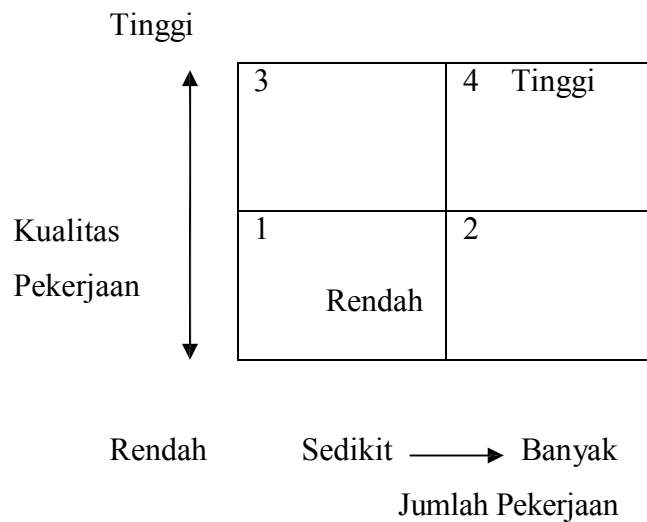 Tinggi
3
4 Tinggi
Kualitas
Pekerjaan
1
2
Rendah
Rendah Sedikit Banyak
Jumlah Pekerjaan